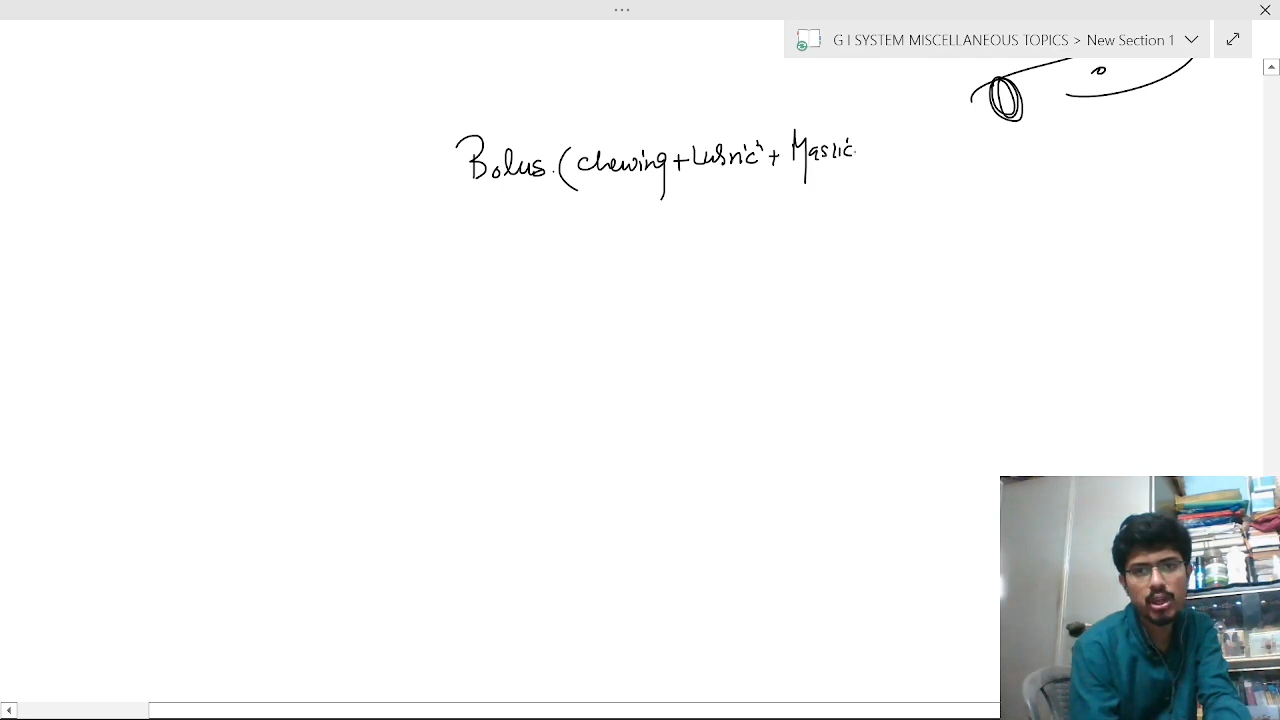 G I SYSTEM MISCELLANEOUS TOPICS > New Section 1
Bolus. (Chewing + Lubric" + Mastic.